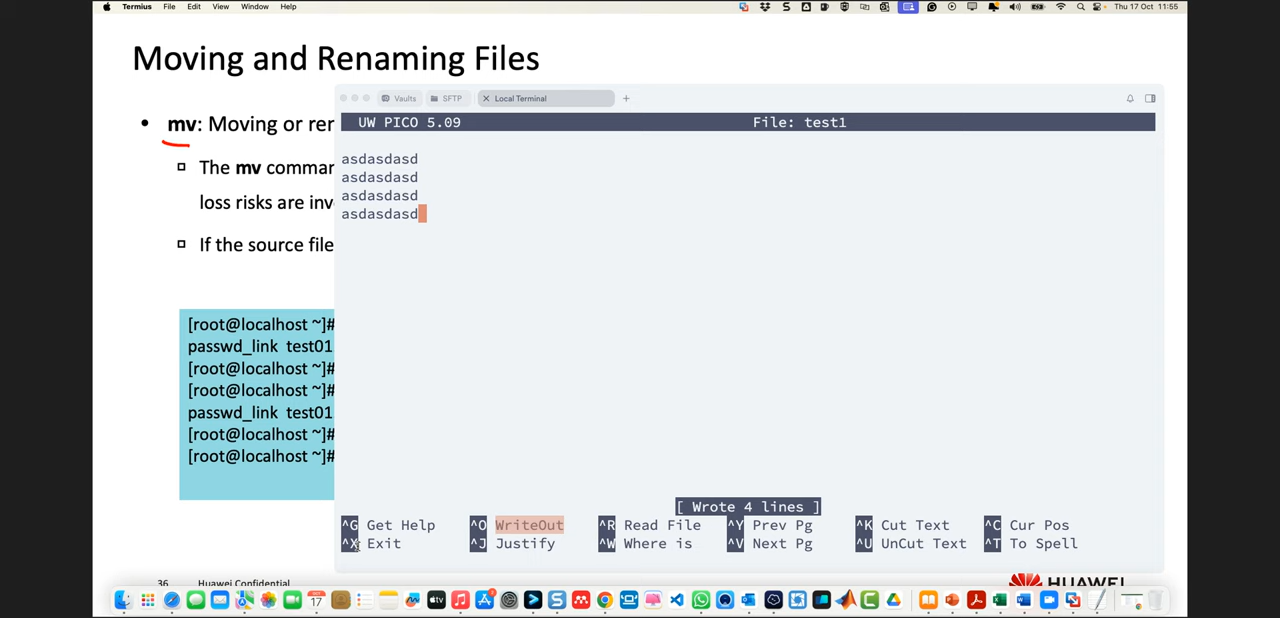 Termius File Edit View Window Help
Thu 17 Oct 11:55
Moving and Renaming Files
Vaults SFTP Local Terminal
• mv: Moving or ren
UW PICO 5.09 File: test1
The mv comman
loss risks are inv
If the source file
asdasdasd
asdasdasd
asdasdasd
asdasdasd
[root@localhost ~]#
passwd_link test01
[root@localhost ~]#
[root@localhost ~]#
passwd_link test01
[root@localhost ~]#
[root@localhost ~]#
[ Wrote 4 lines ]
^G Get Help ^O WriteOut ^R Read File ^Y Prev Pg ^K Cut Text ^C Cur Pos
^X Exit ^J Justify ^W Where is ^V Next Pg ^U UnCut Text ^T To Spell
36 Huawei Confidential
HUAWEI